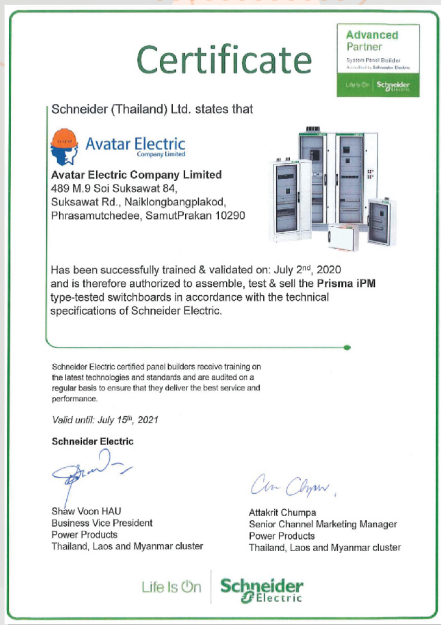 Certificate
Advanced
Partner
System Panel Builder
Accredited by Schneider Electric
Life Is On | Schneider Electric
Schneider (Thailand) Ltd. states that
Avatar Electric
Company Limited
Avatar Electric Company Limited
489 M.9 Soi Suksawat 84,
Suksawat Rd., Naiklongbangplakod,
Phrasamutchedee, SamutPrakan 10290
Has been successfully trained & validated on: July 2nd, 2020
and is therefore authorized to assemble, test & sell the Prisma iPM
type-tested switchboards in accordance with the technical
specifications of Schneider Electric.
Schneider Electric certified panel builders receive training on
the latest technologies and standards and are audited on a
regular basis to ensure that they deliver the best service and
performance.
Valid until: July 15th, 2021
Schneider Electric
Shaw Voon HAU
Business Vice President
Power Products
Thailand, Laos and Myanmar cluster
Attakrit Chumpa
Senior Channel Marketing Manager
Power Products
Thailand, Laos and Myanmar cluster
Life Is On
Schneider
Electric